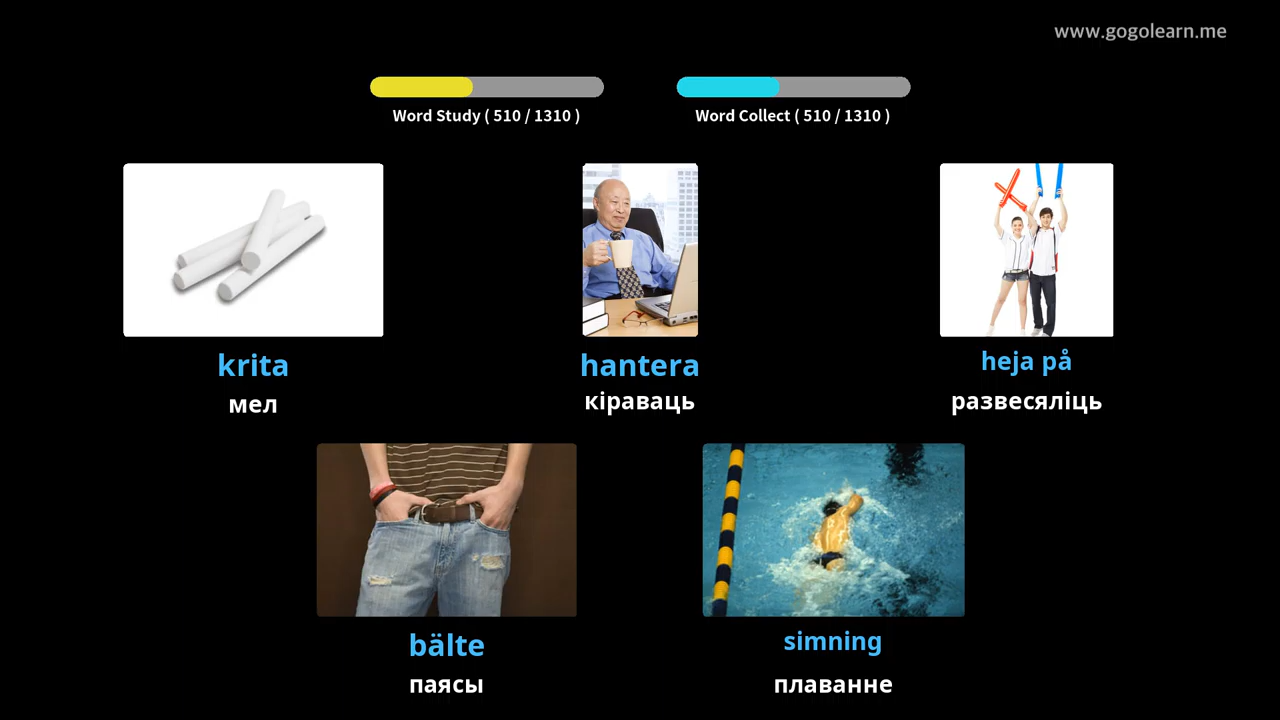 www.gogolearn.me
Word Study ( 510 / 1310 )
Word Collect ( 510 / 1310 )
krita
мел
hantera
кіраваць
heja på
развесяліць
bälte
паясы
simning
плаванне